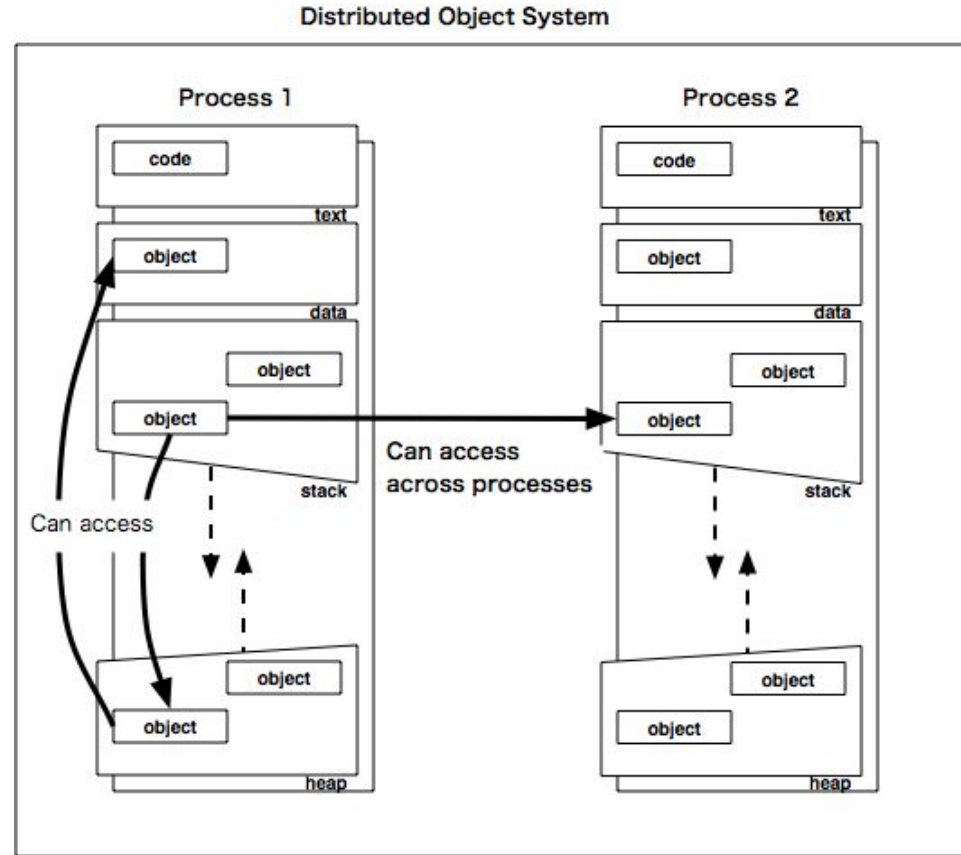 Distributed Object System
Process 1
code
text
object
data
object
object
stack
Can access
object
object
heap
Can access
across processes
Process 2
code
text
object
data
object
object
stack
object
object
heap